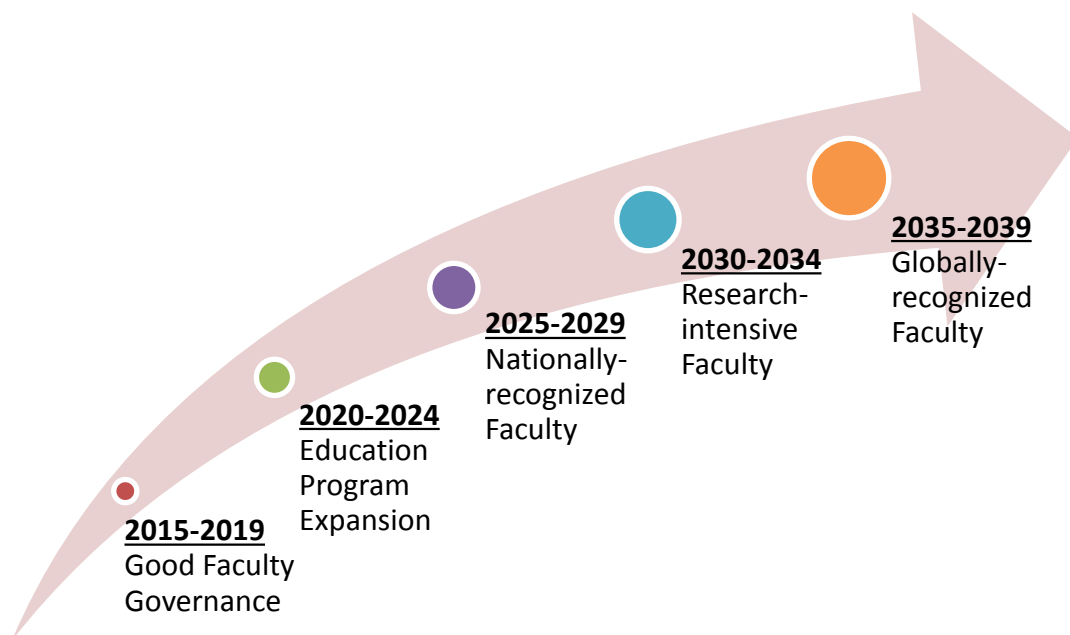 2015-2019
Good Faculty
Governance
2020-2024
Education
Program
Expansion
2025-2029
Nationally-
recognized
Faculty
2030-2034
Research-
intensive
Faculty
2035-2039
Globally-
recognized
Faculty